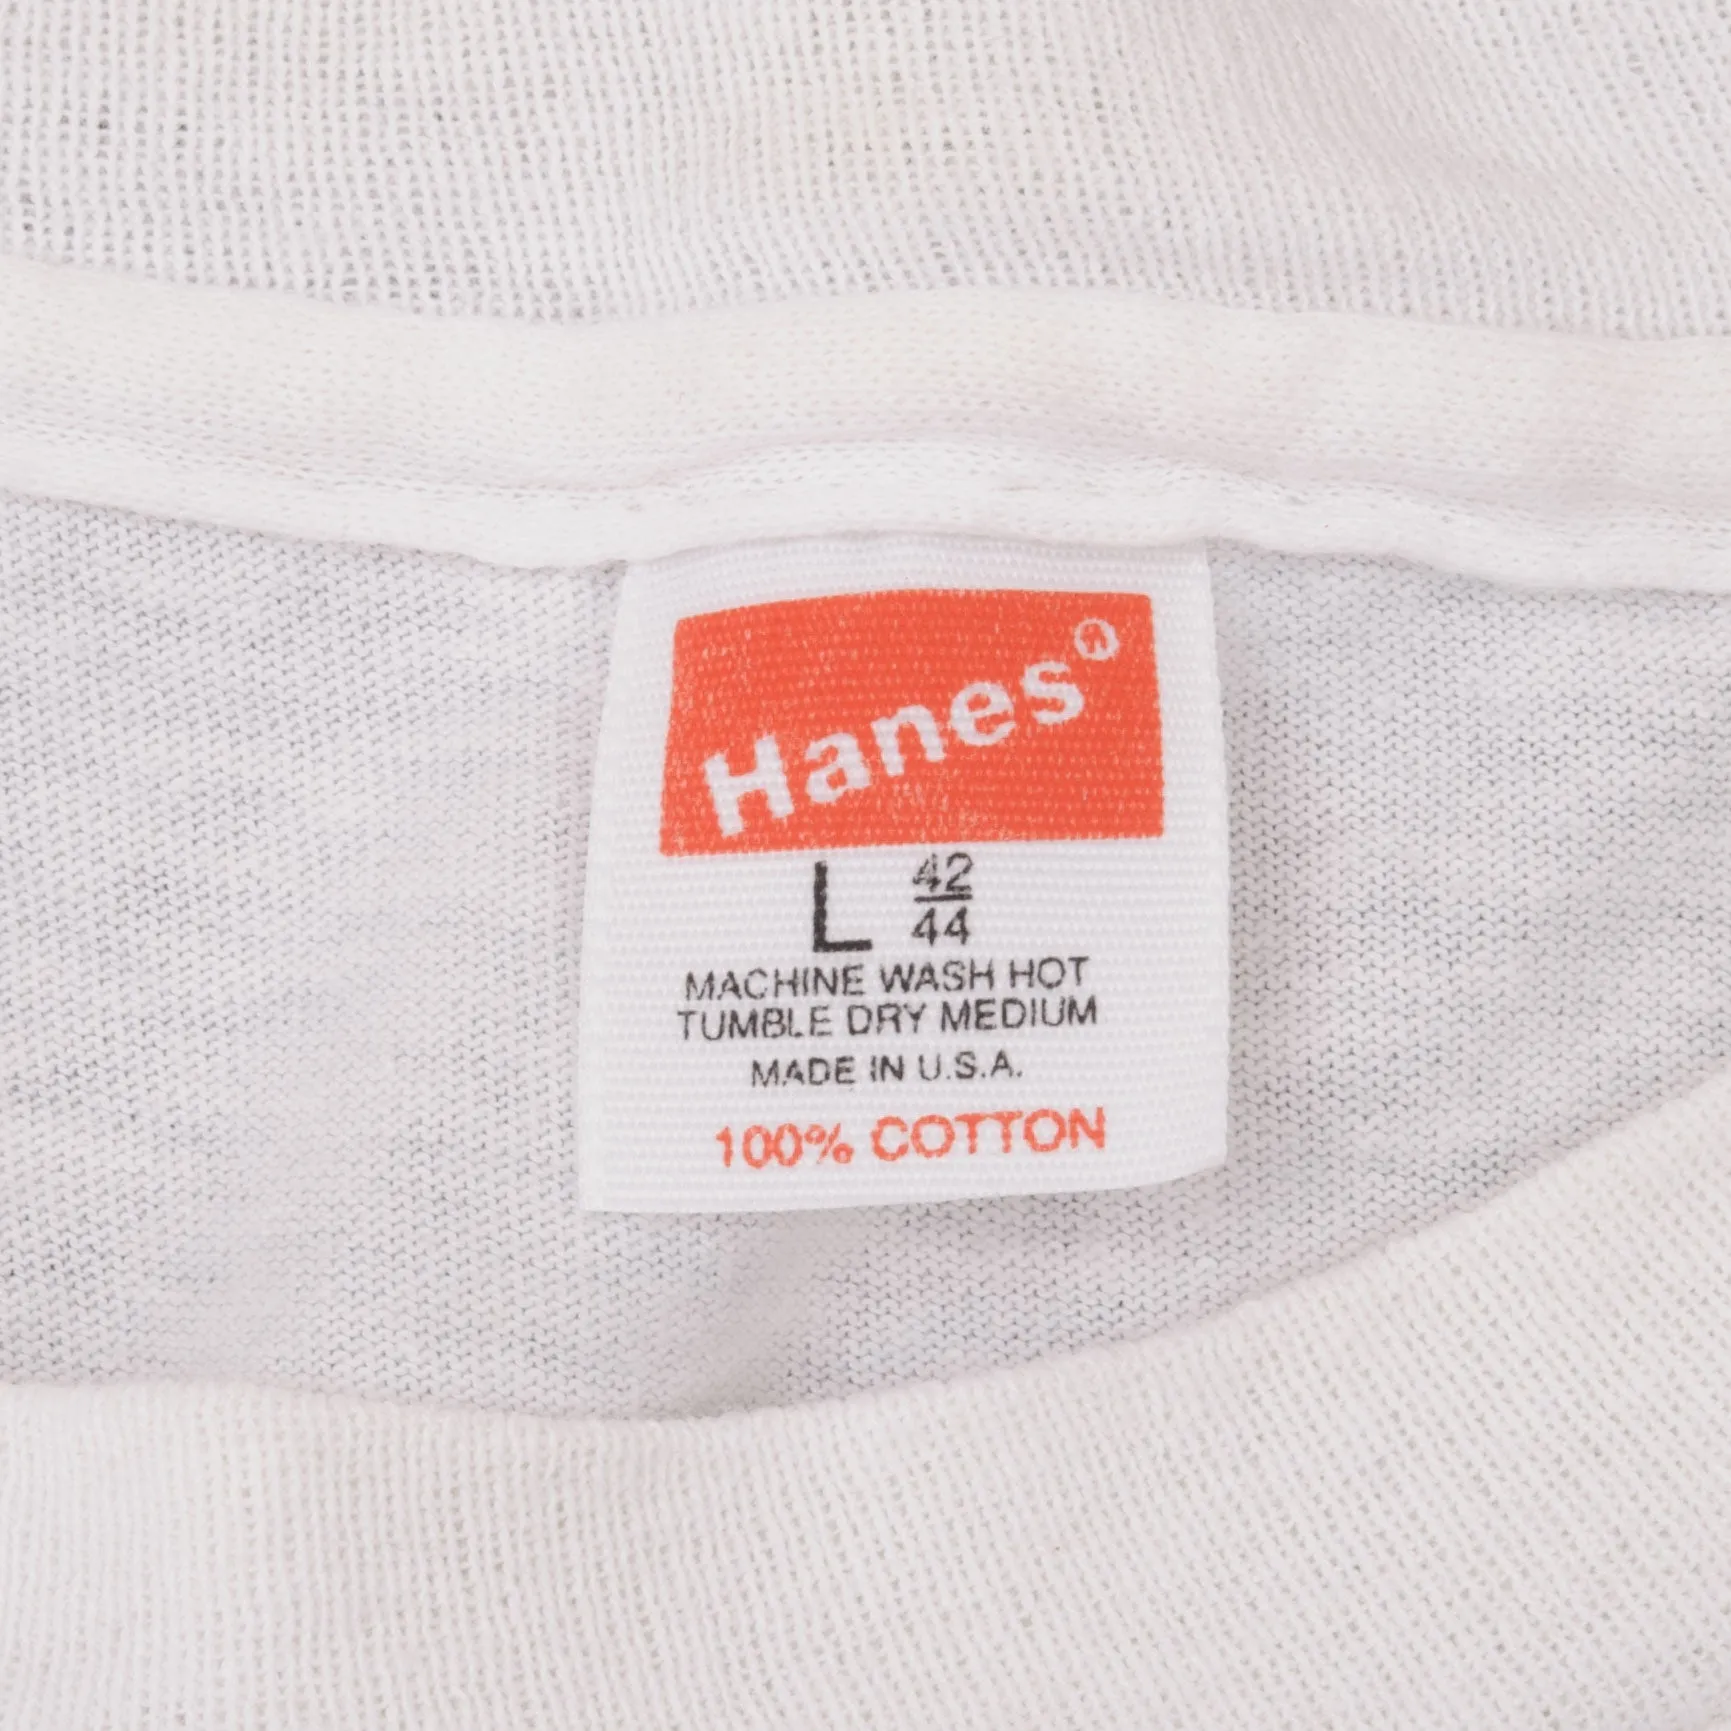 Hanes®
L 42/44
MACHINE WASH HOT
TUMBLE DRY MEDIUM
MADE IN U.S.A.
100% COTTON